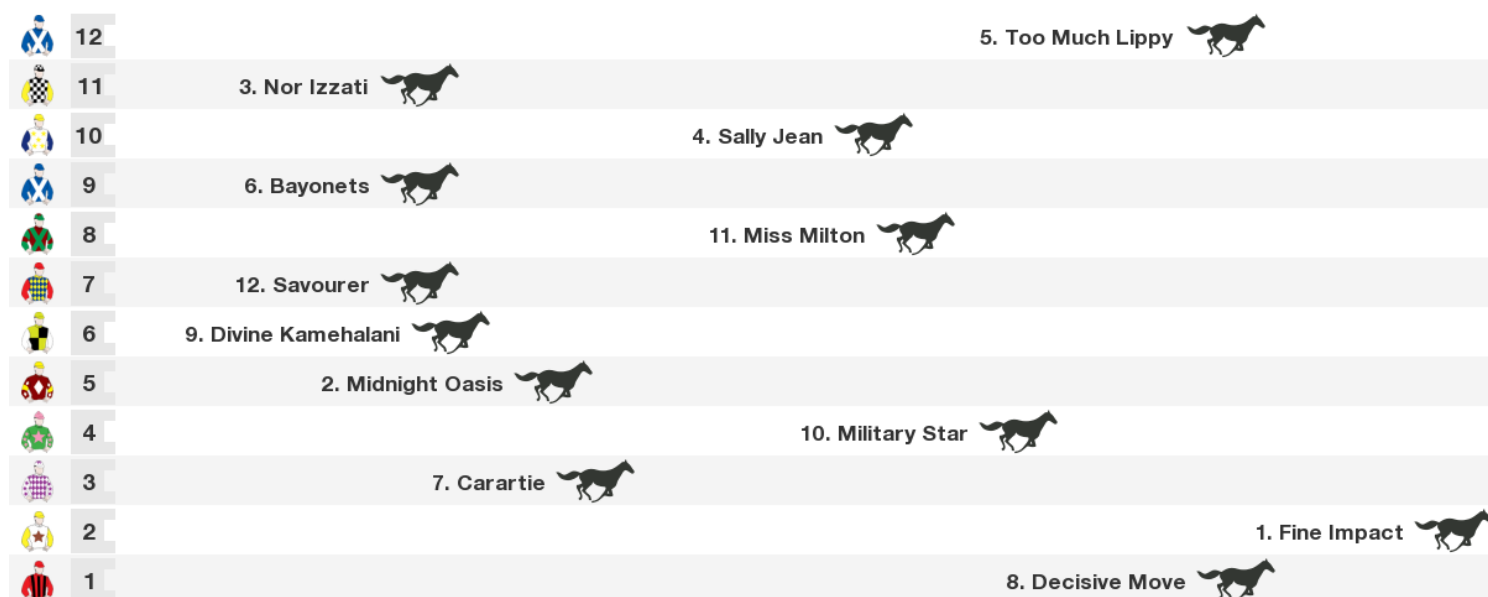 12 5. Too Much Lippy
11 3. Nor Izzati
10 4. Sally Jean
9 6. Bayonets
8 11. Miss Milton
7 12. Savourer
6 9. Divine Kamehalani
5 2. Midnight Oasis
4 10. Military Star
3 7. Carartie
2 1. Fine Impact
1 8. Decisive Move